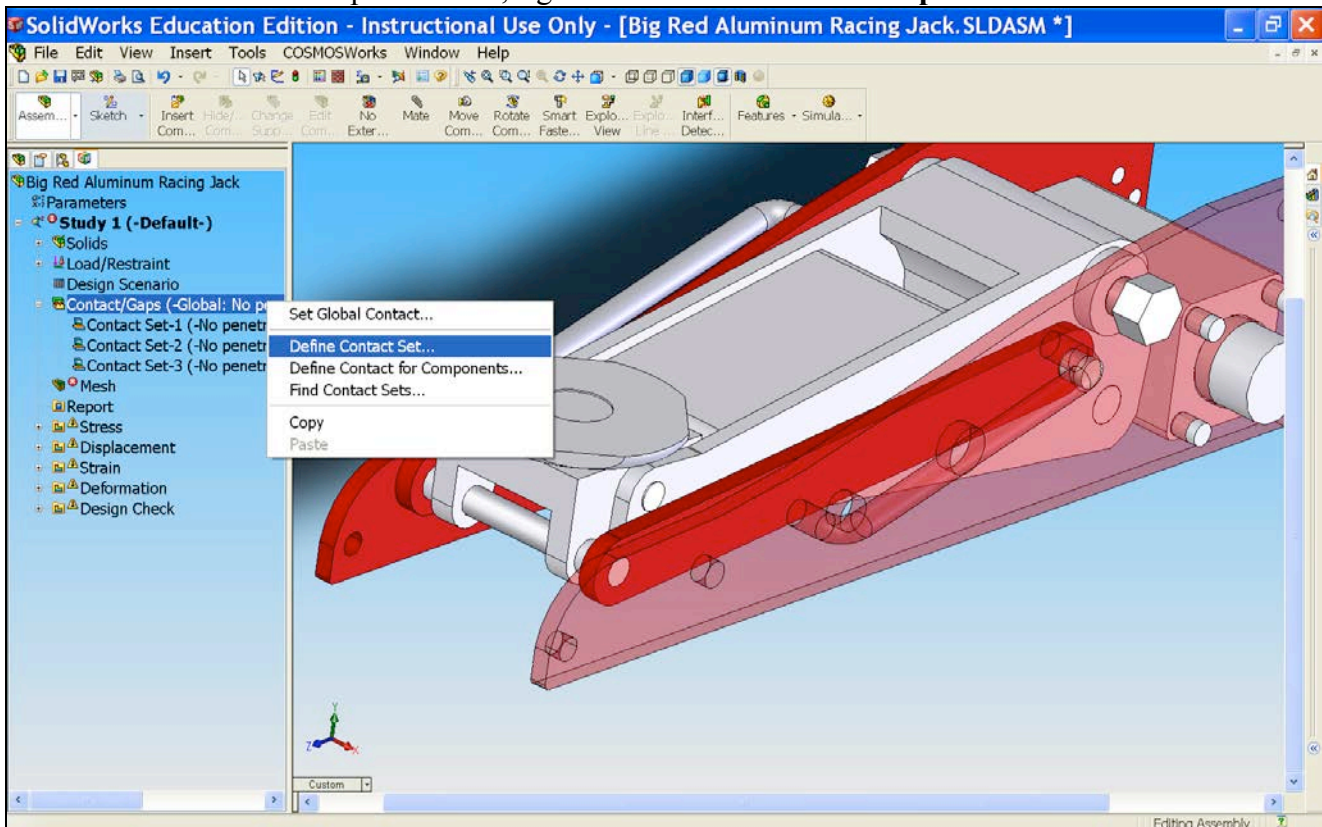 SolidWorks Education Edition - Instructional Use Only - [Big Red Aluminum Racing Jack.SLDASM *]
File Edit View Insert Tools COSMOSWorks Window Help
Assem... Sketch Insert Com... Hide/... Com... Change Supp... Edit Com... No Exter... Mate Move Com... Rotate Com... Smart Faste... Explo... View Explo... Line ... Interf... Detec... Features Simula...
Big Red Aluminum Racing Jack
Parameters
Study 1 (-Default-)
Solids
Load/Restraint
Design Scenario
Contact/Gaps (-Global: No pe
Contact Set-1 (-No penetr
Contact Set-2 (-No penetr
Contact Set-3 (-No penetr
Mesh
Report
Stress
Displacement
Strain
Deformation
Design Check
Set Global Contact...
Define Contact Set...
Define Contact for Components...
Find Contact Sets...
Copy
Paste
Y
Z
X
Custom
Editing Assembly